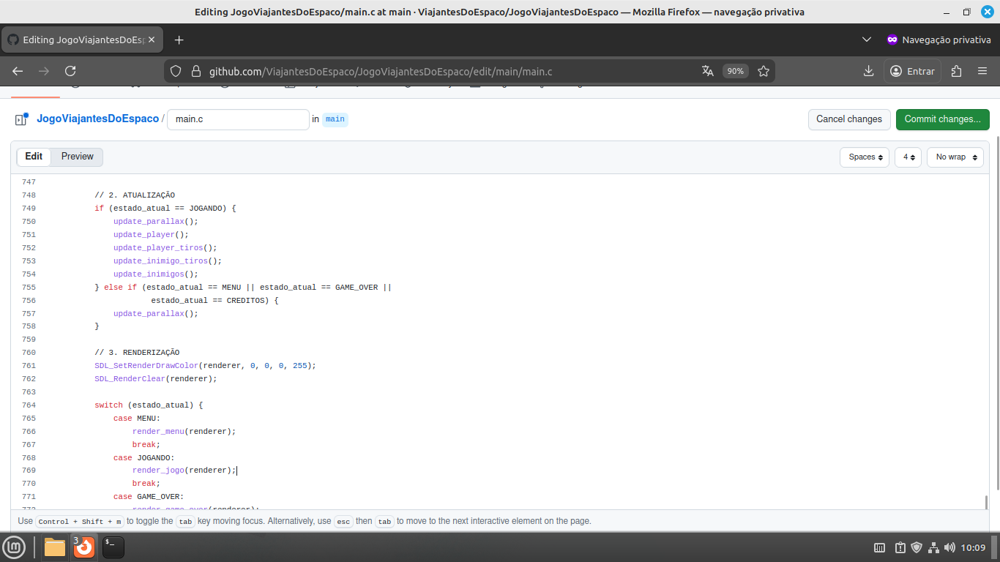 Editing JogoViajantesDoEspaco/main.c at main · ViajantesDoEspaco/JogoViajantesDoEspaco — Mozilla Firefox — navegação privativa
Editing JogoViajantesDoEsp
Navegação privativa
github.com/ViajantesDoEspaco/JogoViajantesDoEspaco/edit/main/main.c
90%
Entrar
JogoViajantesDoEspaco / main.c in main
Cancel changes
Commit changes...
Edit Preview
Spaces 4 No wrap
747
748 // 2. ATUALIZAÇÃO
749 if (estado_atual == JOGANDO) {
750 update_parallax();
751 update_player();
752 update_player_tiros();
753 update_inimigo_tiros();
754 update_inimigos();
755 } else if (estado_atual == MENU || estado_atual == GAME_OVER ||
756 estado_atual == CREDITOS) {
757 update_parallax();
758 }
759
760 // 3. RENDERIZAÇÃO
761 SDL_SetRenderDrawColor(renderer, 0, 0, 0, 255);
762 SDL_RenderClear(renderer);
763
764 switch (estado_atual) {
765 case MENU:
766 render_menu(renderer);
767 break;
768 case JOGANDO:
769 render_jogo(renderer);
770 break;
771 case GAME_OVER:
772 render_game_over(renderer);
Use Control + Shift + m to toggle the tab key moving focus. Alternatively, use esc then tab to move to the next interactive element on the page.
3
$_
10:09